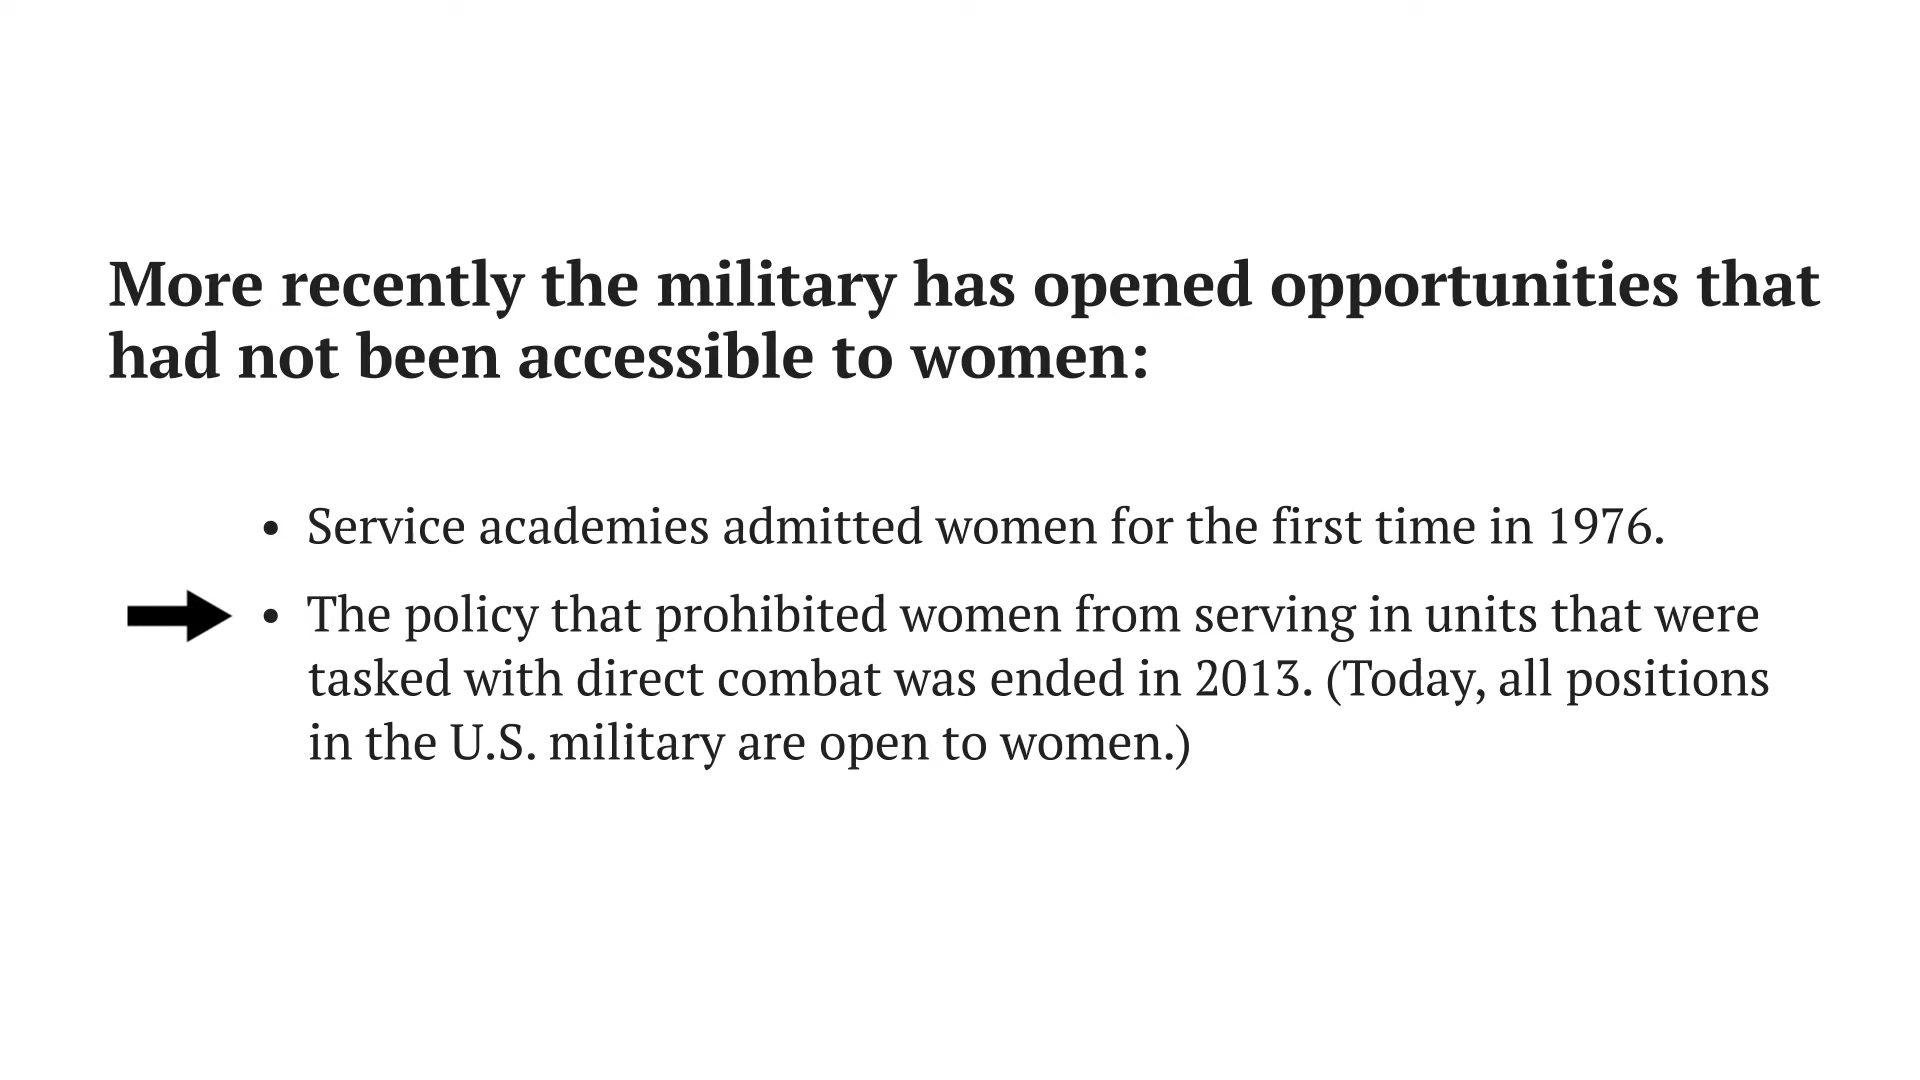 More recently the military has opened opportunities that
had not been accessible to women:
• Service academies admitted women for the first time in 1976.
• The policy that prohibited women from serving in units that were
tasked with direct combat was ended in 2013. (Today, all positions
in the U.S. military are open to women.)